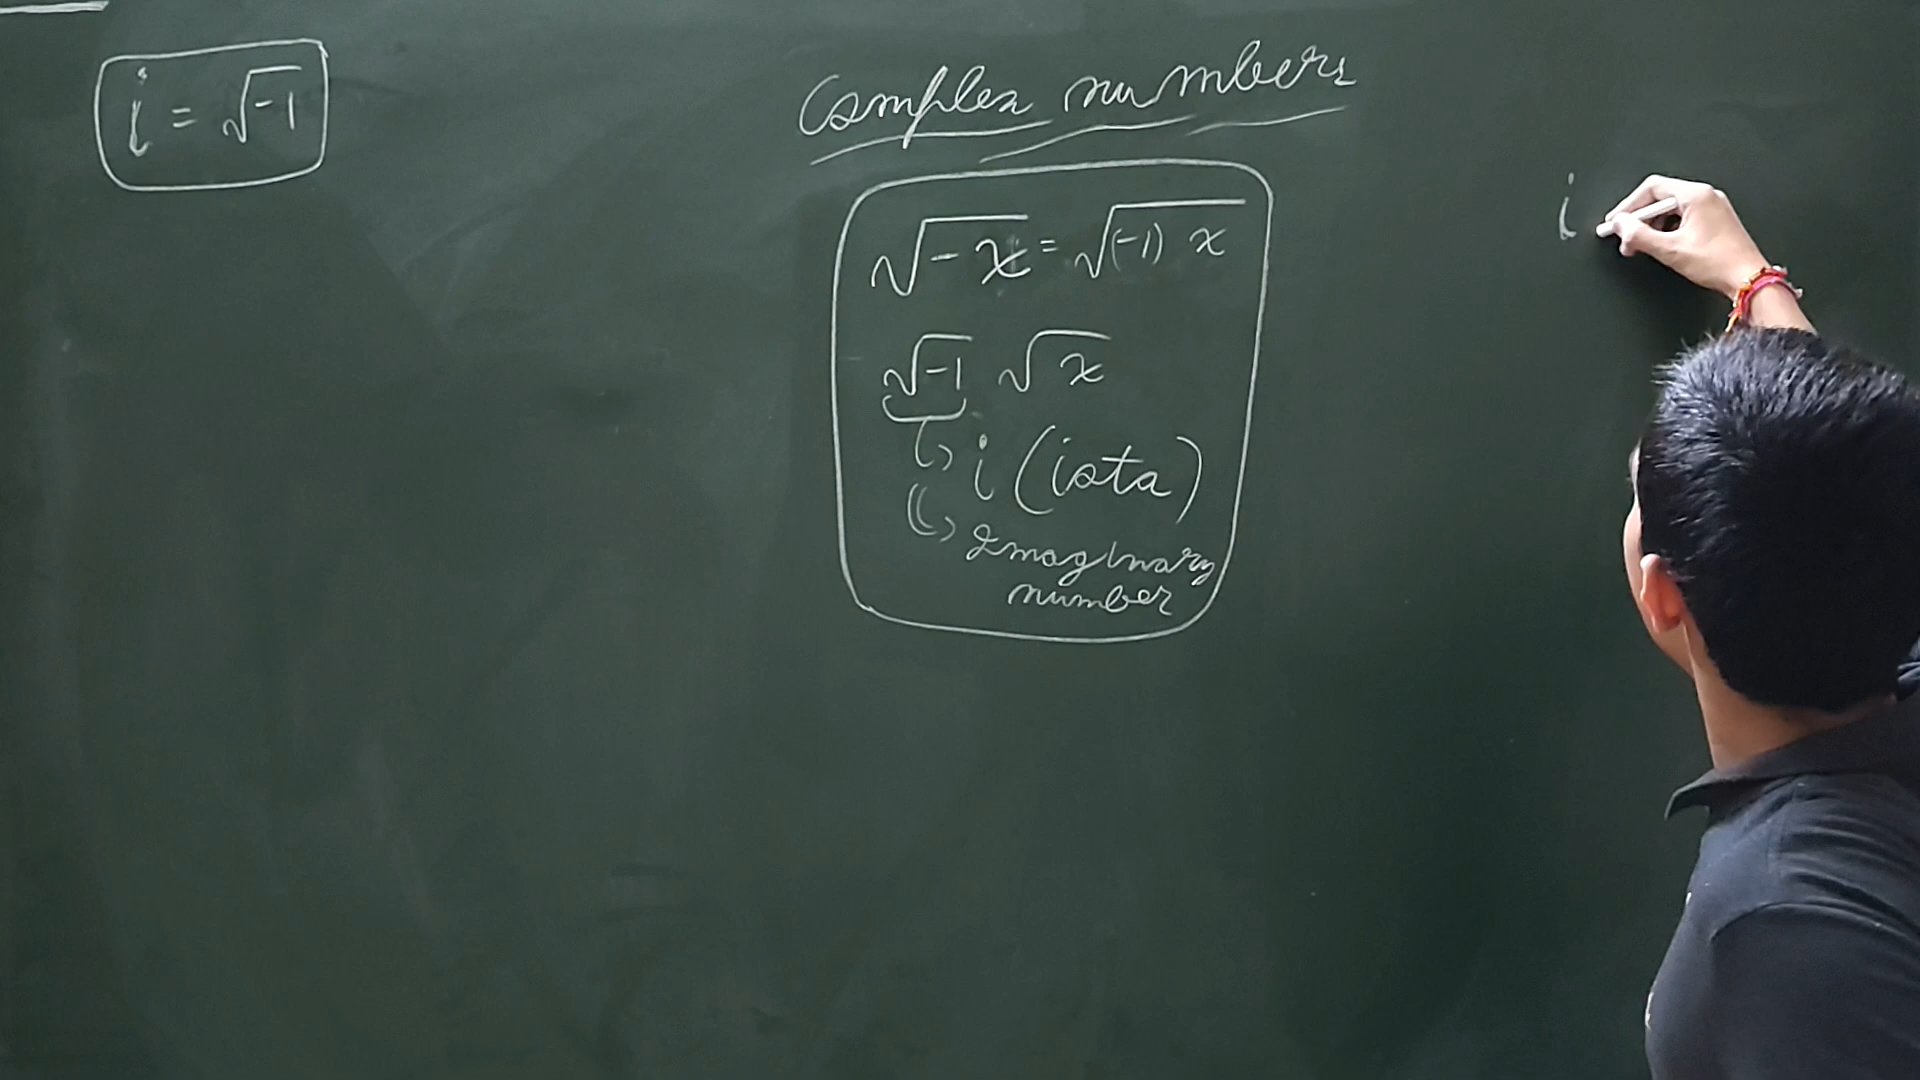 i = √-1
Complex numbers
√-x = √(-1) x
√-1 √x
↳ i (iota)
↳ Imaginary
number
i